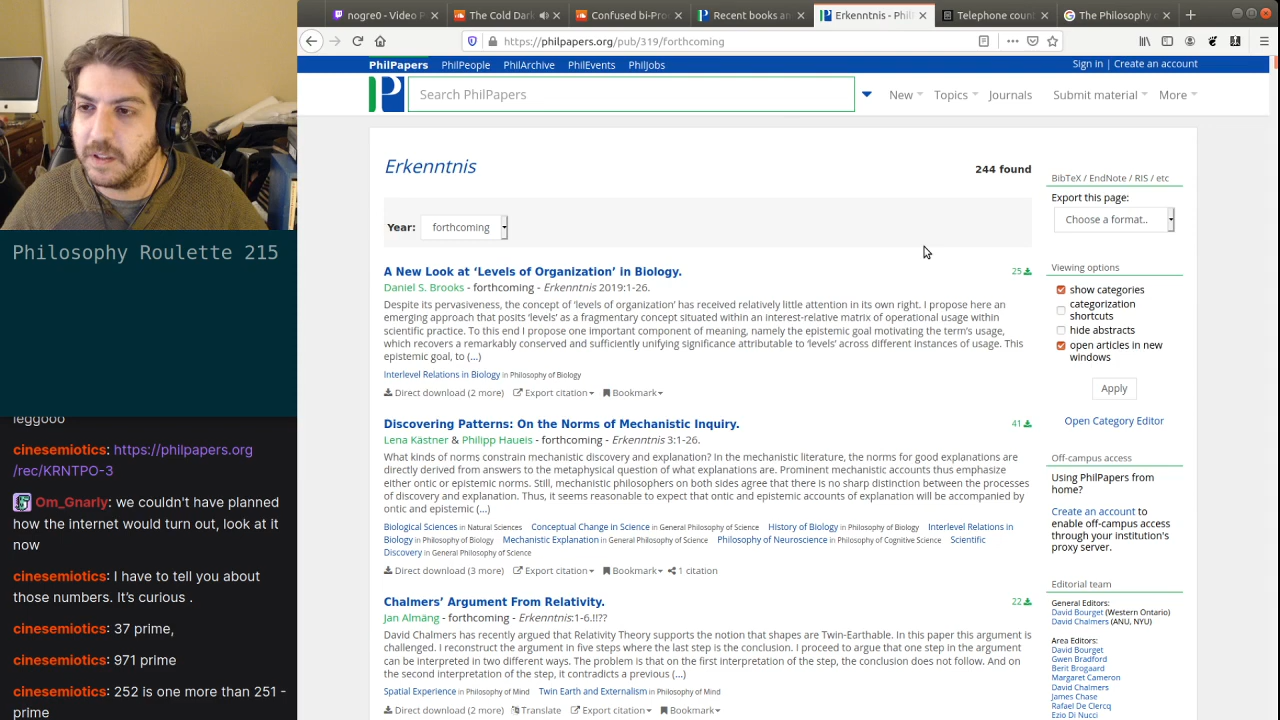 nogre0 - Video P
The Cold Dark
Confused bi-Pro
Recent books an
Erkenntnis - Phil
Telephone coun
The Philosophy e
https://philpapers.org/pub/319/forthcoming
PhilPapers PhilPeople PhilArchive PhilEvents PhilJobs
Sign in | Create an account
Search PhilPapers
New Topics Journals Submit material More
Erkenntnis
244 found
Year: forthcoming
A New Look at ‘Levels of Organization’ in Biology.
25
Daniel S. Brooks - forthcoming - Erkenntnis 2019:1-26.
Despite its pervasiveness, the concept of ‘levels of organization’ has received relatively little attention in its own right. I propose here an
emerging approach that posits ‘levels’ as a fragmentary concept situated within an interest-relative matrix of operational usage within
scientific practice. To this end I propose one important component of meaning, namely the epistemic goal motivating the term’s usage,
which recovers a remarkably conserved and sufficiently unifying significance attributable to ‘levels’ across different instances of usage. This
epistemic goal, to (...)
Interlevel Relations in Biology in Philosophy of Biology
Direct download (2 more) Export citation Bookmark
Discovering Patterns: On the Norms of Mechanistic Inquiry.
41
Lena Kästner & Philipp Haueis - forthcoming - Erkenntnis 3:1-26.
What kinds of norms constrain mechanistic discovery and explanation? In the mechanistic literature, the norms for good explanations are
directly derived from answers to the metaphysical question of what explanations are. Prominent mechanistic accounts thus emphasize
either ontic or epistemic norms. Still, mechanistic philosophers on both sides agree that there is no sharp distinction between the processes
of discovery and explanation. Thus, it seems reasonable to expect that ontic and epistemic accounts of explanation will be accompanied by
ontic and epistemic (...)
Biological Sciences in Natural Sciences Conceptual Change in Science in General Philosophy of Science History of Biology in Philosophy of Biology Interlevel Relations in
Biology in Philosophy of Biology Mechanistic Explanation in General Philosophy of Science Philosophy of Neuroscience in Philosophy of Cognitive Science Scientific
Discovery in General Philosophy of Science
Direct download (3 more) Export citation Bookmark 1 citation
Chalmers’ Argument From Relativity.
22
Jan Almäng - forthcoming - Erkenntnis:1-6.!!??
David Chalmers has recently argued that Relativity Theory supports the notion that shapes are Twin-Earthable. In this paper this argument is
challenged. I reconstruct the argument in five steps where the last step is the conclusion. I proceed to argue that one step in the argument
can be interpreted in two different ways. The problem is that on the first interpretation of the step, the conclusion does not follow. And on
the second interpretation of the step, it contradicts a previous (...)
Spatial Experience in Philosophy of Mind Twin Earth and Externalism in Philosophy of Mind
Direct download (2 more) Translate Export citation Bookmark
BibTeX / EndNote / RIS / etc
Export this page:
Choose a format..
Viewing options
show categories
categorization
shortcuts
hide abstracts
open articles in new
windows
Apply
Open Category Editor
Off-campus access
Using PhilPapers from
home?
Create an account to
enable off-campus access
through your institution's
proxy server.
Editorial team
General Editors:
David Bourget (Western Ontario)
David Chalmers (ANU, NYU)
Area Editors:
David Bourget
Gwen Bradford
Berit Brogaard
Margaret Cameron
David Chalmers
James Chase
Rafael De Clercq
Ezio Di Nucci
Philosophy Roulette 215
leggooo
cinesemiotics: https://philpapers.org
/rec/KRNTPO-3
Om_Gnarly: we couldn't have planned
how the internet would turn out, look at it
now
cinesemiotics: I have to tell you about
those numbers. It’s curious .
cinesemiotics: 37 prime,
cinesemiotics: 971 prime
cinesemiotics: 252 is one more than 251 -
prime